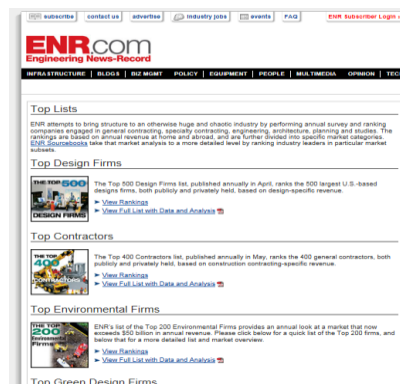 subscribe contact us advertise industry jobs events FAQ ENR Subscriber Login
ENR.com
Engineering News-Record
INFRASTRUCTURE | BLDGS | BIZ MGMT POLICY | EQUIPMENT | PEOPLE | MULTIMEDIA OPINION | TEC
Top Lists
ENR attempts to bring structure to an otherwise huge and chaotic industry by performing annual survey and ranking
companies engaged in general contracting, specialty contracting, engineering, architecture, planning and studies. The
rankings are based on annual revenue at home and abroad, and are further divided into specific market categories.
ENR Sourcebooks take that market analysis to a more detailed level by ranking industry leaders in particular market
subsets.
Top Design Firms
THE TOP 500
DESIGN FIRMS
The Top 500 Design Firms list, published annually in April, ranks the 500 largest U.S.-based
designs firms, both publicly and privately held, based on design-specific revenue.
► View Rankings
► View Full List with Data and Analysis
Top Contractors
THE TOP
400
CONTRACTORS
The Top 400 Contractors list, published annually in May, ranks the 400 general contractors, both
publicly and privately held, based on construction contracting-specific revenue.
► View Rankings
► View Full List with Data and Analysis
Top Environmental Firms
THE TOP
200
Environmental
Firms
ENR's list of the Top 200 Environmental Firms provides an annual look at a market that now
exceeds $50 billion in annual revenue. Please click below for a quick list of the Top 200 firms, and
below that for a more detailed list and market overview.
► View Rankings
► View Full List with Data and Analysis
Top Green Design Firms